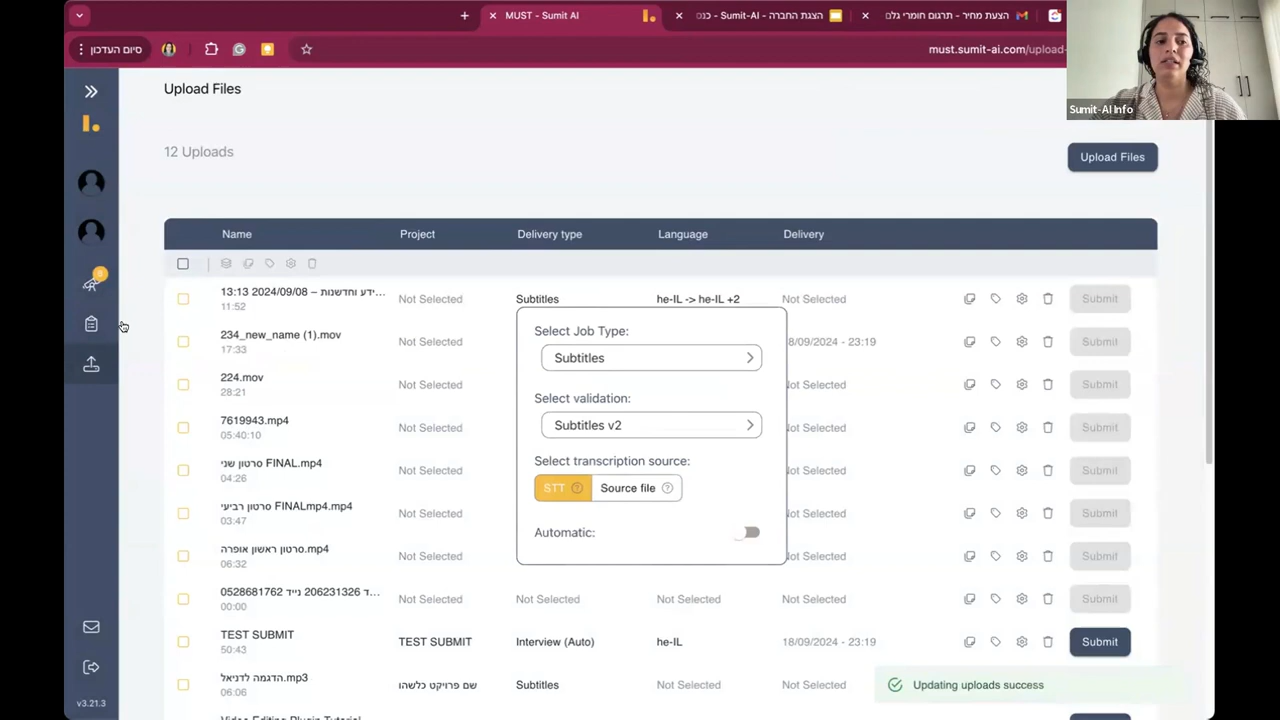 MUST - Sumit AI
הצגת החברה - Sumit-AI - כנס
הצעת מחיר - תרגום חומרי גלם
סיום העדכון
must.sumit-ai.com/upload-
Sumit-AI Info
Upload Files
12 Uploads
Upload Files
Name Project Delivery type Language Delivery
13:13 2024/09/08 – ידע וחדשנות...
11:52
Not Selected Subtitles he-IL -> he-IL +2 Not Selected Submit
234_new_name (1).mov
17:33
Not Selected 8/09/2024 - 23:19 Submit
224.mov
28:21
Not Selected ot Selected Submit
7619943.mp4
05:40:10
Not Selected ot Selected Submit
סרטון שני FINAL.mp4
04:26
Not Selected ot Selected Submit
סרטון רביעי FINALmp4.mp4
03:47
Not Selected ot Selected Submit
סרטון ראשון אופרה.mp4
06:32
Not Selected ot Selected Submit
Select Job Type:
Subtitles
Select validation:
Subtitles v2
Select transcription source:
STT ? Source file ?
Automatic:
ד 206231326 נייד 0528681762...
00:00
Not Selected Not Selected Not Selected Not Selected Submit
TEST SUBMIT
50:43
TEST SUBMIT Interview (Auto) he-IL 18/09/2024 - 23:19 Submit
הדגמה לדניאל.mp3
06:06
שם פרויקט כלשהו Subtitles Not Selected Not Selected
Updating uploads success
Video Editing Plugin Tutorial
v3.21.3